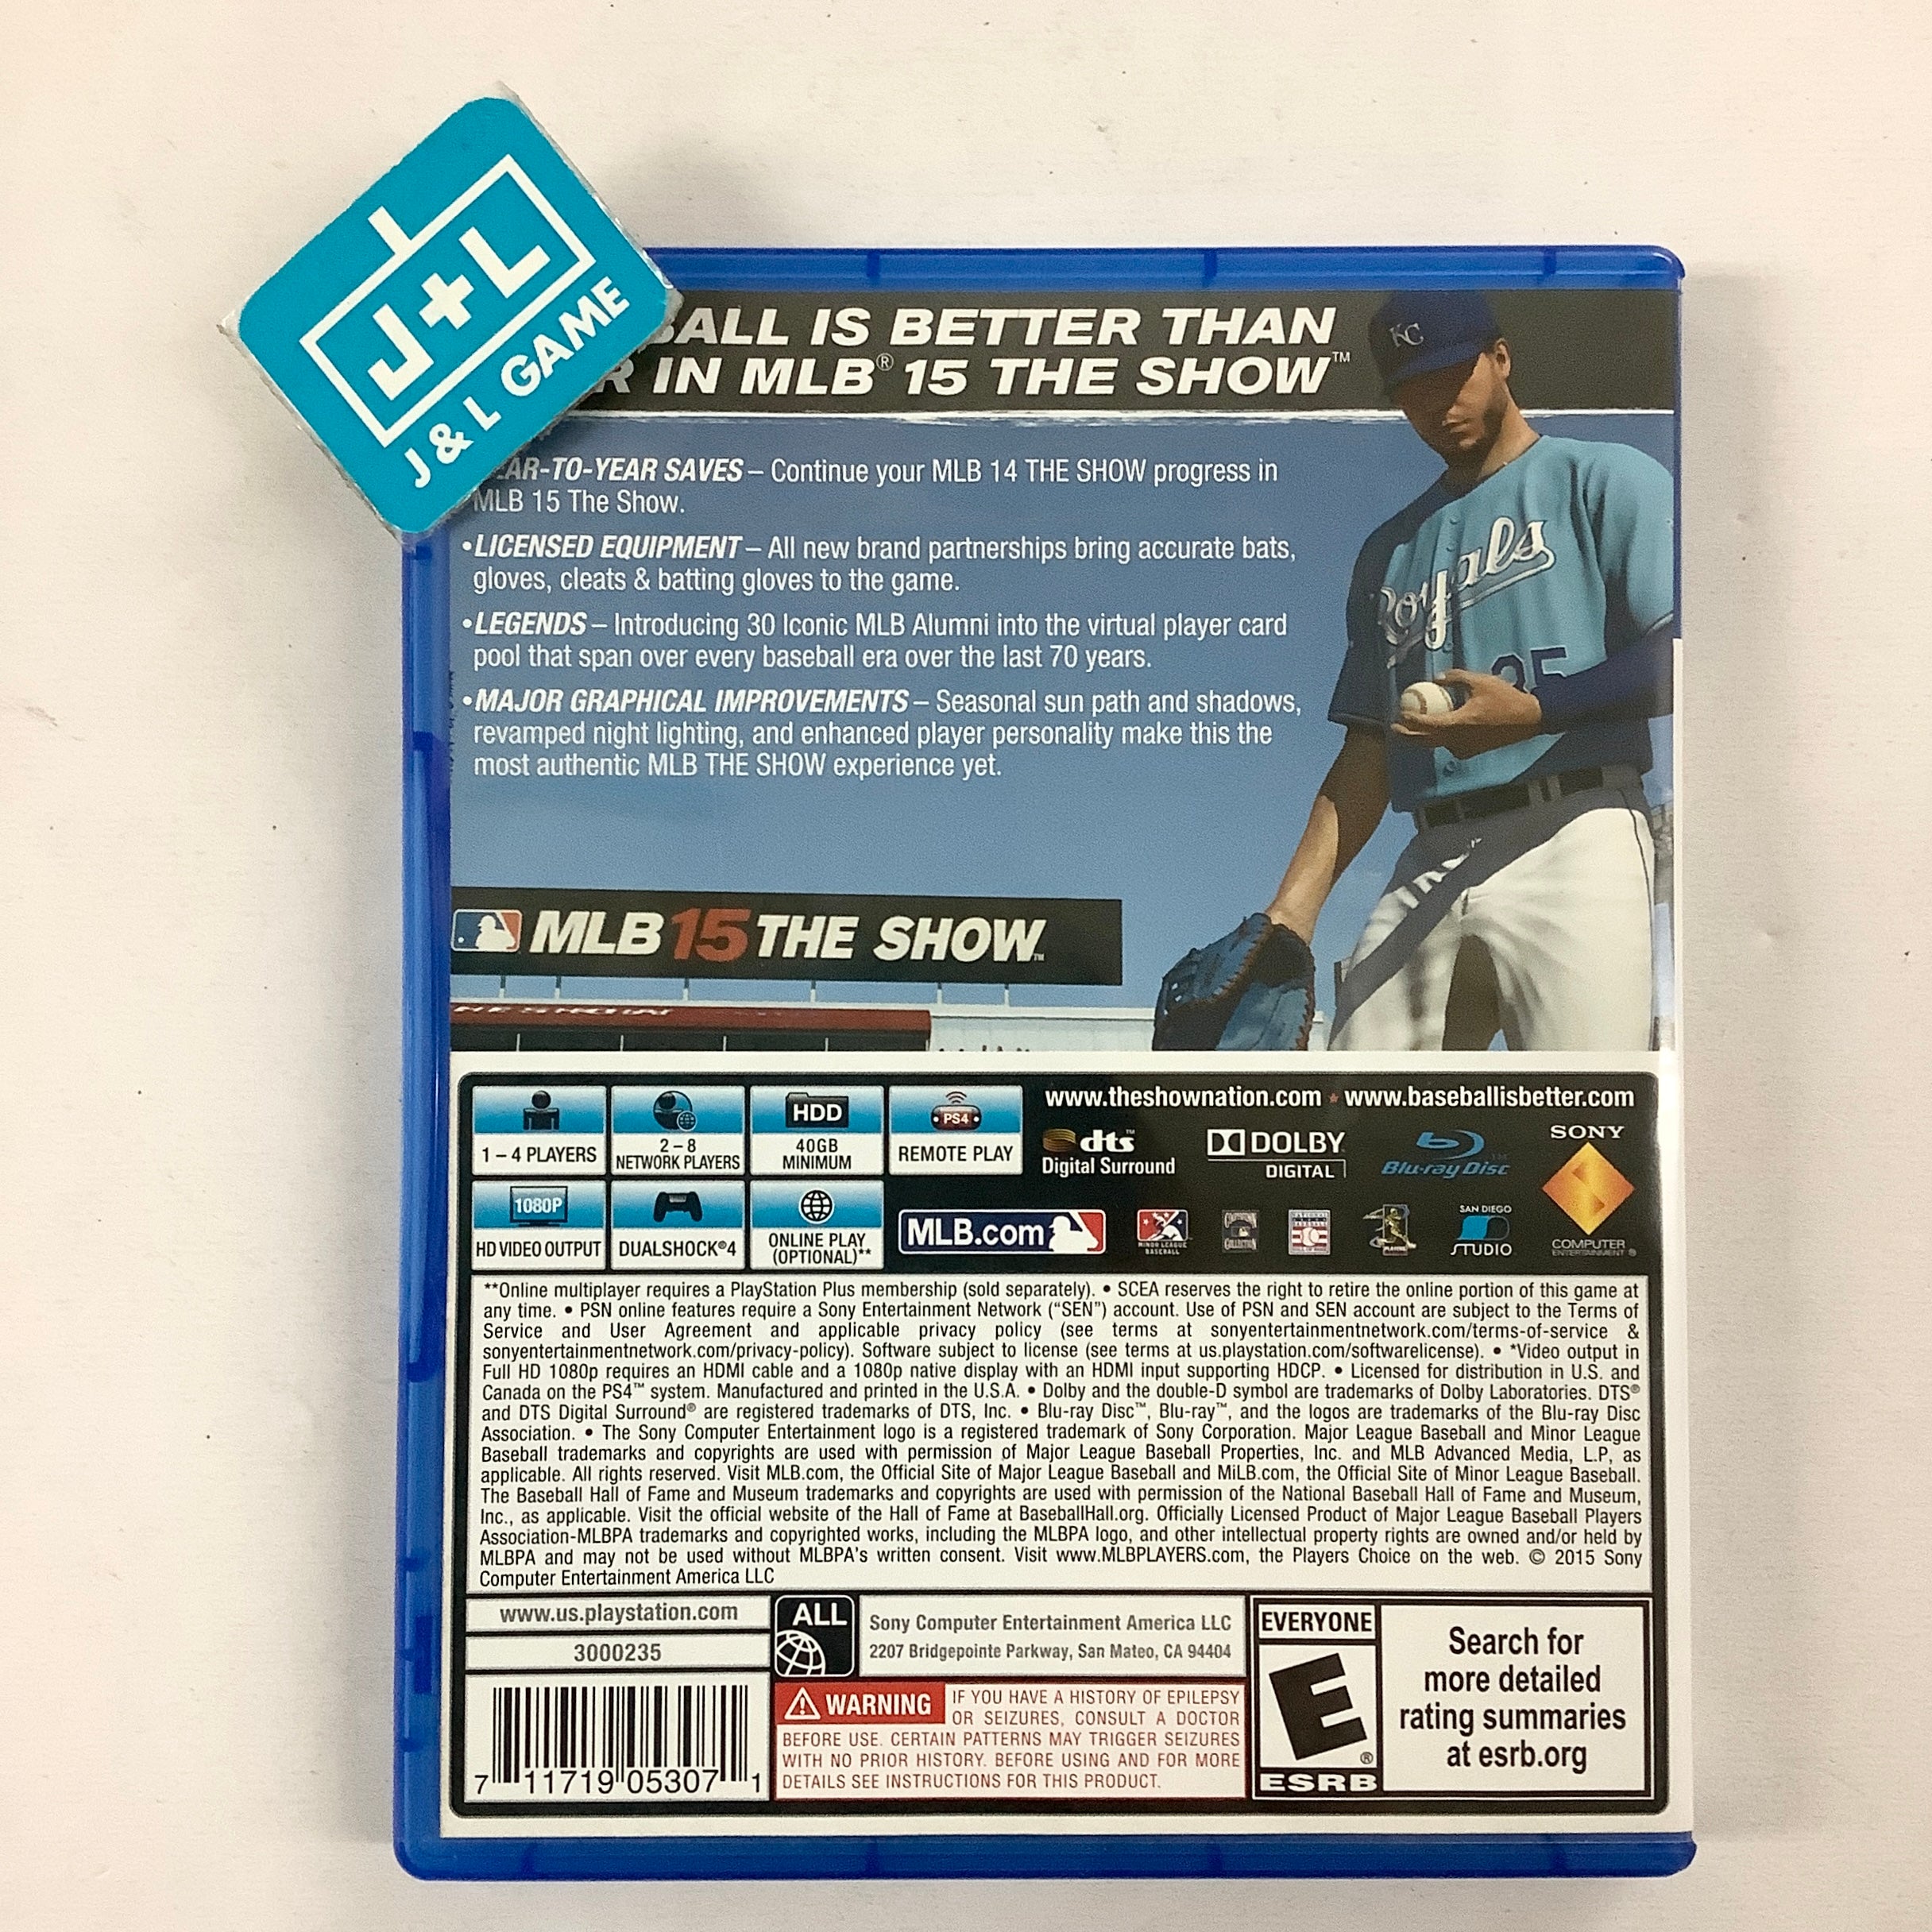 J+L
J & L GAME
BALL IS BETTER THAN
R IN MLB® 15 THE SHOW™
KC
AR-TO-YEAR SAVES – Continue your MLB 14 THE SHOW progress in
MLB 15 The Show.
•LICENSED EQUIPMENT – All new brand partnerships bring accurate bats,
gloves, cleats & batting gloves to the game.
•LEGENDS – Introducing 30 Iconic MLB Alumni into the virtual player card
pool that span over every baseball era over the last 70 years.
•MAJOR GRAPHICAL IMPROVEMENTS – Seasonal sun path and shadows,
revamped night lighting, and enhanced player personality make this the
most authentic MLB THE SHOW experience yet.
Royals
35
MLB 15 THE SHOW™
1 – 4 PLAYERS
2 – 8
NETWORK PLAYERS
HDD
40GB
MINIMUM
PS4
REMOTE PLAY
1080P
HD VIDEO OUTPUT
DUALSHOCK®4
ONLINE PLAY
(OPTIONAL)**
www.theshownation.com ★ www.baseballisbetter.com
dts™
Digital Surround
DOLBY
DIGITAL
Blu-ray Disc™
SONY
COMPUTER
ENTERTAINMENT ®
MLB.com
MINOR LEAGUE
BASEBALL
SAN DIEGO
STUDIO
**Online multiplayer requires a PlayStation Plus membership (sold separately). • SCEA reserves the right to retire the online portion of this game at
any time. • PSN online features require a Sony Entertainment Network (“SEN”) account. Use of PSN and SEN account are subject to the Terms of
Service and User Agreement and applicable privacy policy (see terms at sonyentertainmentnetwork.com/terms-of-service &
sonyentertainmentnetwork.com/privacy-policy). Software subject to license (see terms at us.playstation.com/softwarelicense). • *Video output in
Full HD 1080p requires an HDMI cable and a 1080p native display with an HDMI input supporting HDCP. • Licensed for distribution in U.S. and
Canada on the PS4™ system. Manufactured and printed in the U.S.A. • Dolby and the double-D symbol are trademarks of Dolby Laboratories. DTS®
and DTS Digital Surround® are registered trademarks of DTS, Inc. • Blu-ray Disc™, Blu-ray™, and the logos are trademarks of the Blu-ray Disc
Association. • The Sony Computer Entertainment logo is a registered trademark of Sony Corporation. Major League Baseball and Minor League
Baseball trademarks and copyrights are used with permission of Major League Baseball Properties, Inc. and MLB Advanced Media, L.P, as
applicable. All rights reserved. Visit MLB.com, the Official Site of Major League Baseball and MiLB.com, the Official Site of Minor League Baseball.
The Baseball Hall of Fame and Museum trademarks and copyrights are used with permission of the National Baseball Hall of Fame and Museum,
Inc., as applicable. Visit the official website of the Hall of Fame at BaseballHall.org. Officially Licensed Product of Major League Baseball Players
Association-MLBPA trademarks and copyrighted works, including the MLBPA logo, and other intellectual property rights are owned and/or held by
MLBPA and may not be used without MLBPA's written consent. Visit www.MLBPLAYERS.com, the Players Choice on the web. © 2015 Sony
Computer Entertainment America LLC
www.us.playstation.com
3000235
7 11719 05307 1
ALL
Sony Computer Entertainment America LLC
2207 Bridgepointe Parkway, San Mateo, CA 94404
WARNING IF YOU HAVE A HISTORY OF EPILEPSY
OR SEIZURES, CONSULT A DOCTOR
BEFORE USE. CERTAIN PATTERNS MAY TRIGGER SEIZURES
WITH NO PRIOR HISTORY. BEFORE USING AND FOR MORE
DETAILS SEE INSTRUCTIONS FOR THIS PRODUCT.
EVERYONE
E®
ESRB
Search for
more detailed
rating summaries
at esrb.org